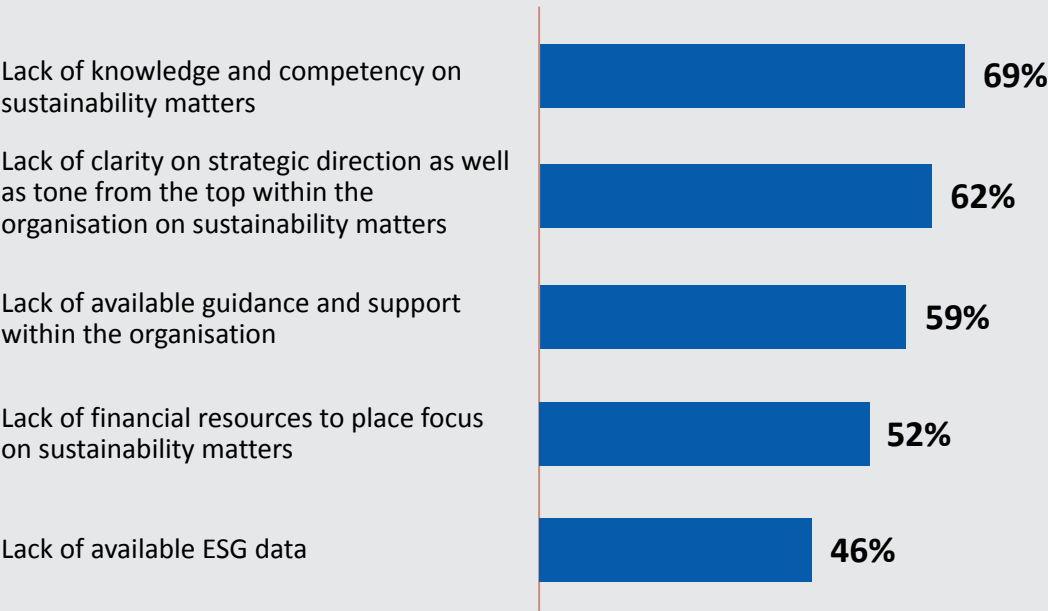 Lack of knowledge and competency on
sustainability matters
69%
Lack of clarity on strategic direction as well
as tone from the top within the
organisation on sustainability matters
62%
Lack of available guidance and support
within the organisation
59%
Lack of financial resources to place focus
on sustainability matters
52%
Lack of available ESG data
46%